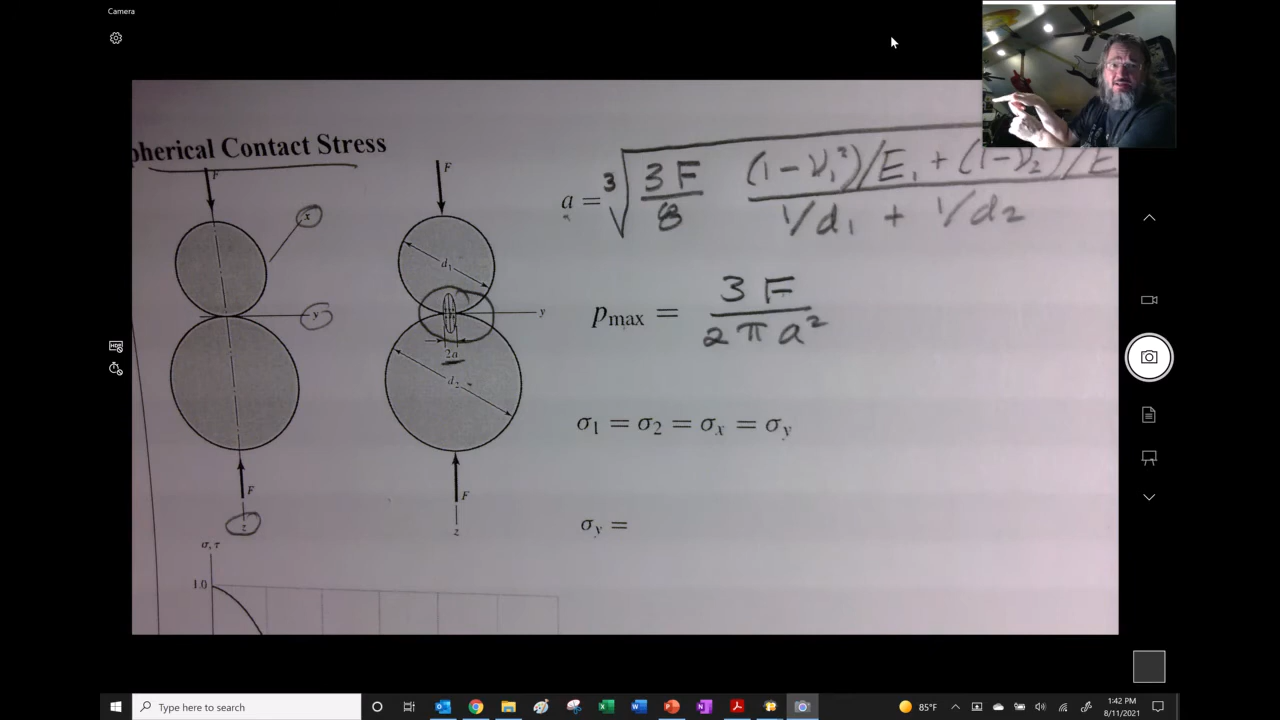 Camera
pherical Contact Stress
F
F
x
a = ∛ 3F/8 (1-ν₁²)/E₁ + (1-ν₂)/E
1/d₁ + 1/d₂
d₁
y
y
pmax = 3F / 2πa²
2a
d₂
σ₁ = σ₂ = σx = σy
F
F
z
z
σy =
σ, τ
1.0
Type here to search
85°F
1:42 PM
8/11/2021